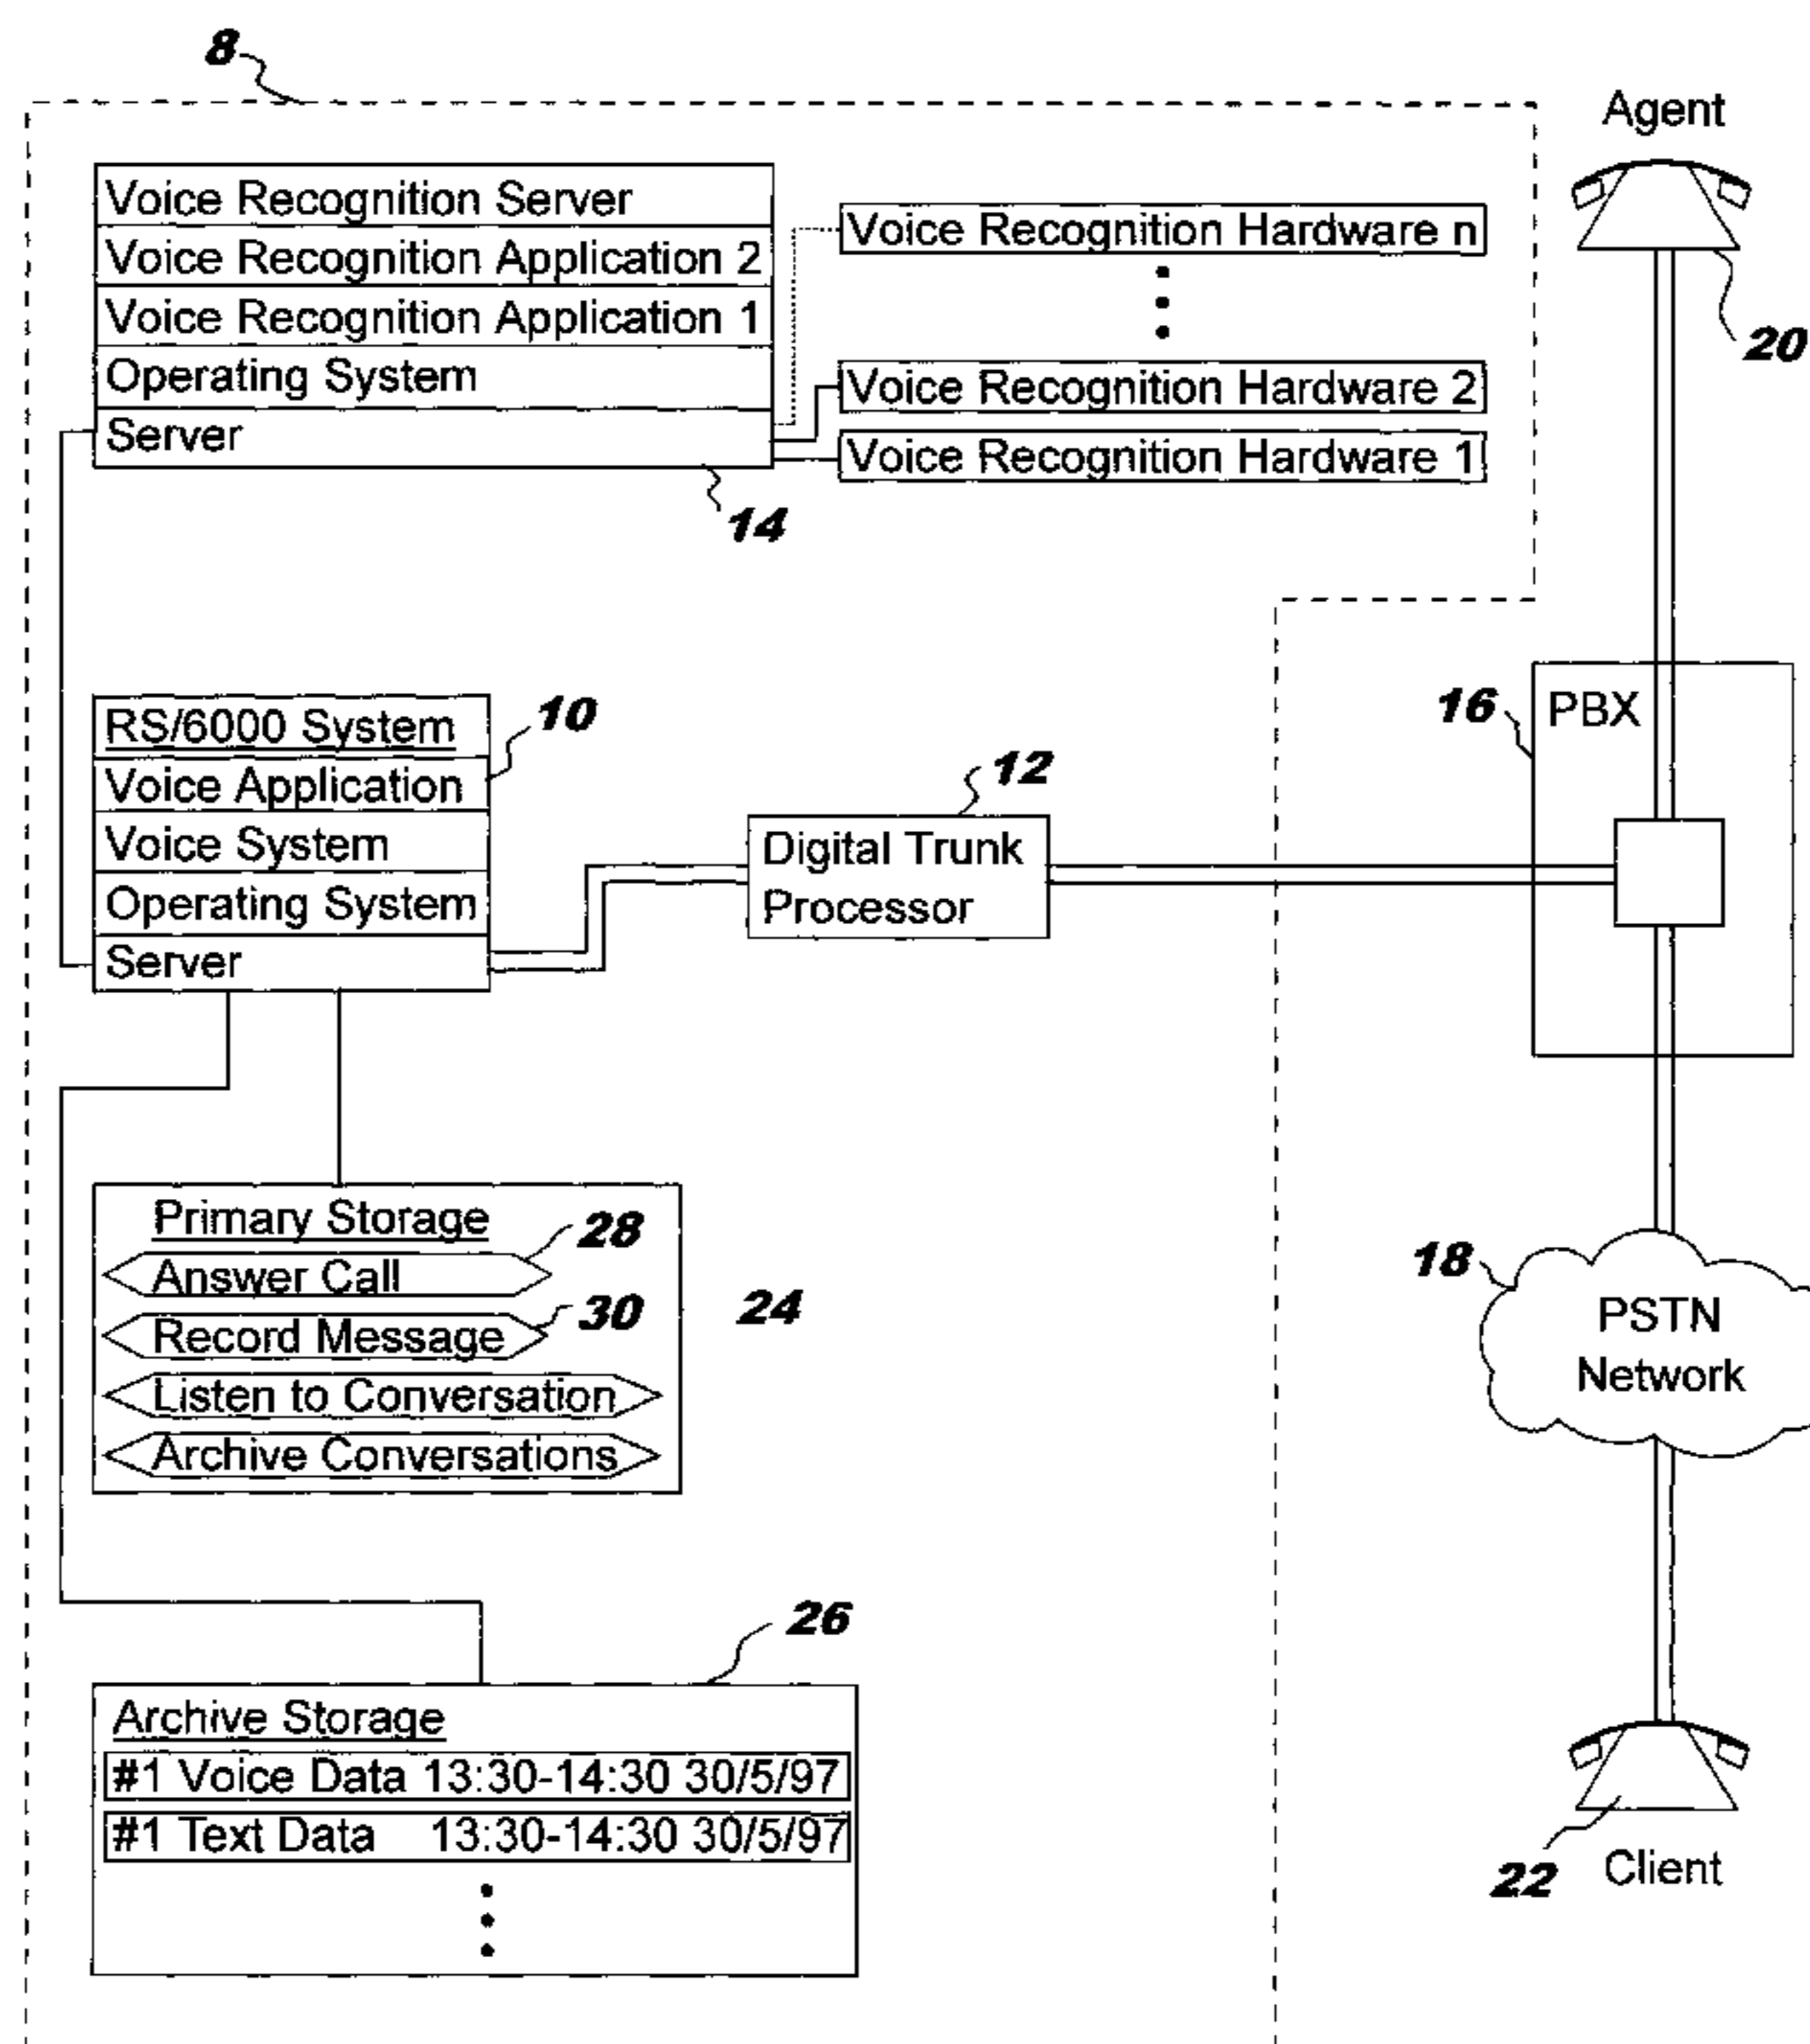 8
Agent
Voice Recognition Server
Voice Recognition Application 2
Voice Recognition Application 1
Operating System
Server
14
Voice Recognition Hardware n
Voice Recognition Hardware 2
Voice Recognition Hardware 1
20
RS/6000 System
Voice Application
Voice System
Operating System
Server
10
12
Digital Trunk
Processor
16
PBX
Primary Storage
Answer Call
28
Record Message
30
Listen to Conversation
Archive Conversations
24
18
PSTN
Network
26
Archive Storage
#1 Voice Data 13:30-14:30 30/5/97
#1 Text Data 13:30-14:30 30/5/97
22
Client